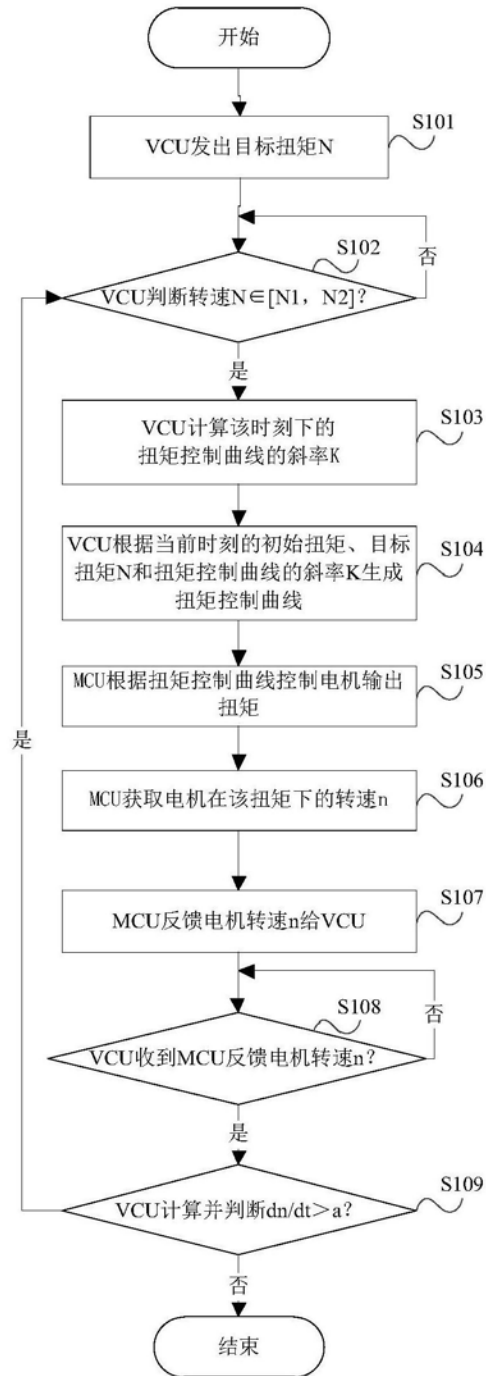 开始
S101
VCU发出目标扭矩N
S102
否
VCU判断转速N∈[N1, N2]?
是
S103
VCU计算该时刻下的
扭矩控制曲线的斜率K
S104
VCU根据当前时刻的初始扭矩、目标
扭矩N和扭矩控制曲线的斜率K生成
扭矩控制曲线
S105
MCU根据扭矩控制曲线控制电机输出
扭矩
是
S106
MCU获取电机在该扭矩下的转速n
S107
MCU反馈电机转速n给VCU
S108
否
VCU收到MCU反馈电机转速n?
是
S109
VCU计算并判断dn/dt＞a?
否
结束